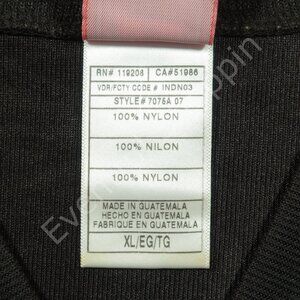 RN# 119208 CA#51986
VDR/FCTY CODE # INDN03
STYLE# 7075A 07
100% NYLON
100% NILON
100% NYLON
MADE IN GUATEMALA
HECHO EN GUATEMALA
FABRIQUE EN GUATEMALA
XL/EG/TG